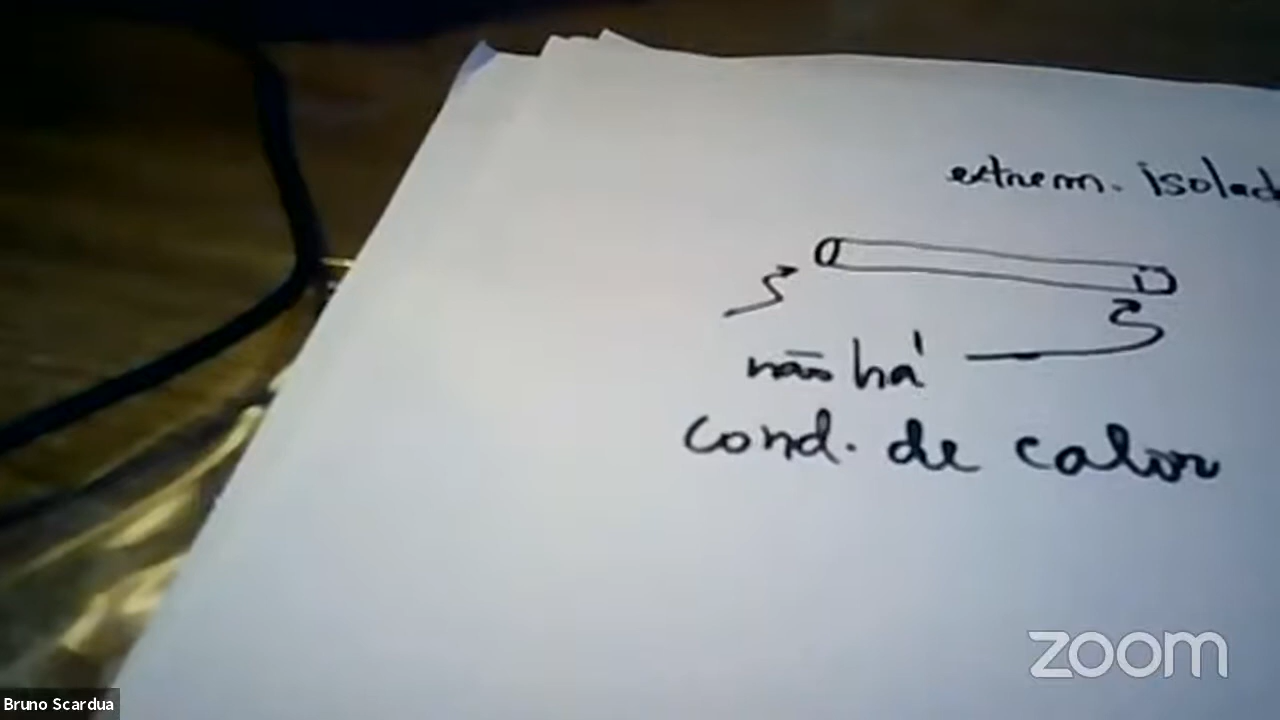 extrem. isolad
não há
cond. de calor
zoom
Bruno Scardua